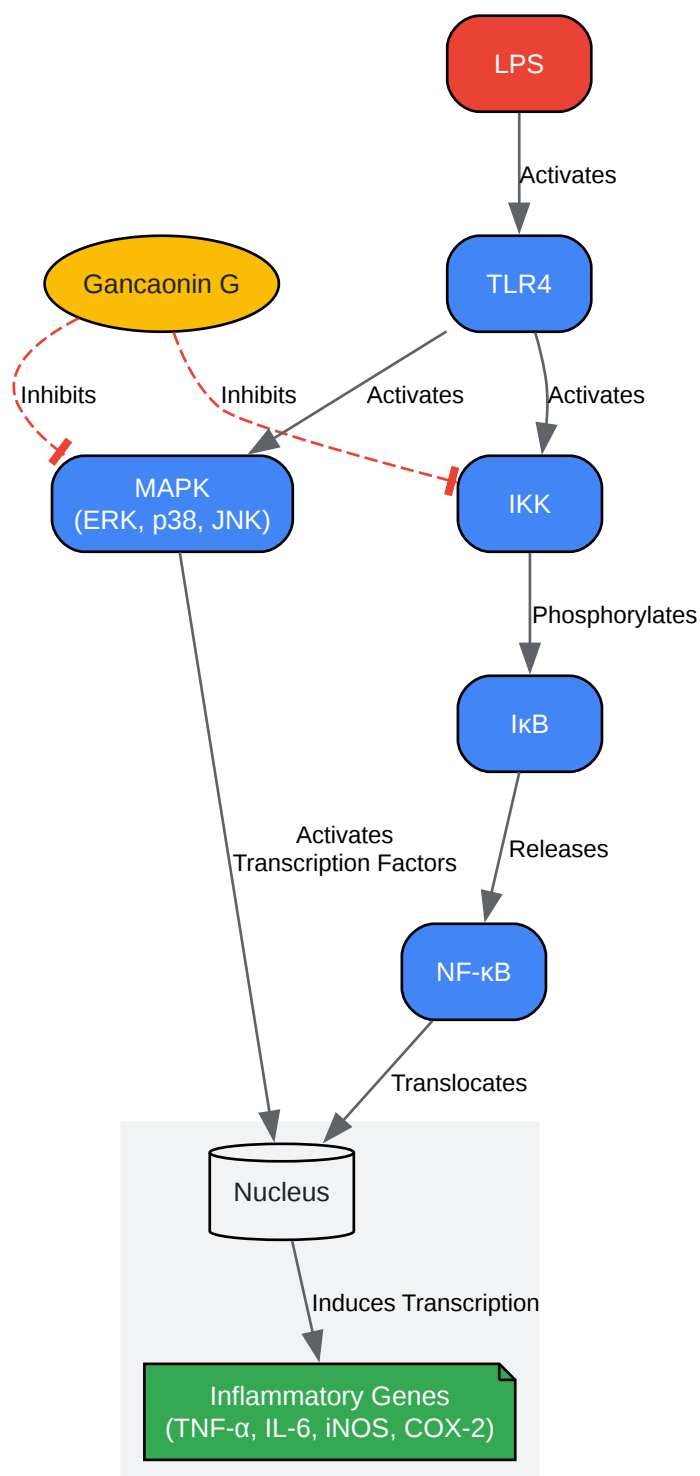 LPS
Activates
Gancaonin G
TLR4
Inhibits
Inhibits
Activates
Activates
MAPK
(ERK, p38, JNK)
IKK
Phosphorylates
IκB
Activates
Transcription Factors
Releases
NF-κB
Translocates
Nucleus
Induces Transcription
Inflammatory Genes
(TNF-α, IL-6, iNOS, COX-2)